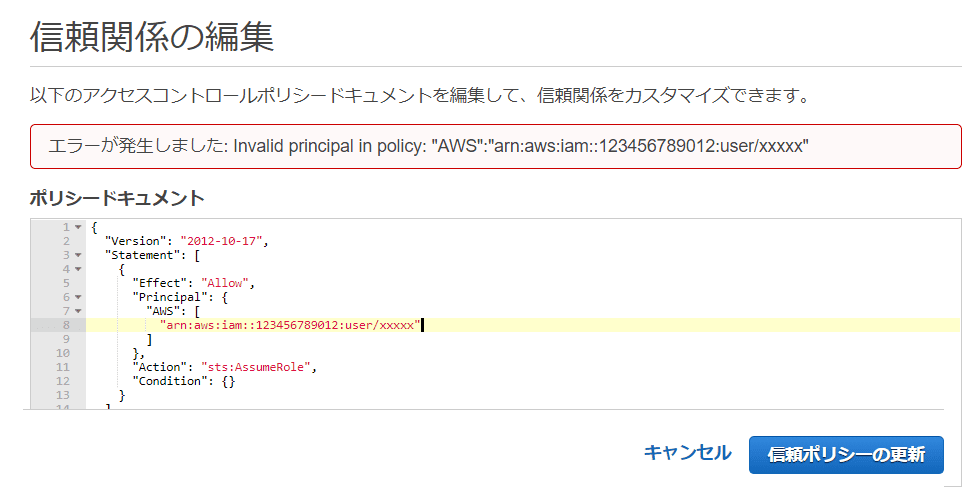 信頼関係の編集
以下のアクセスコントロールポリシードキュメントを編集して、信頼関係をカスタマイズできます。
エラーが発生しました: Invalid principal in policy: "AWS":"arn:aws:iam::123456789012:user/xxxxx"
ポリシードキュメント
1 {
2 "Version": "2012-10-17",
3 "Statement": [
4 {
5 "Effect": "Allow",
6 "Principal": {
7 "AWS": [
8 "arn:aws:iam::123456789012:user/xxxxx"
9 ]
10 },
11 "Action": "sts:AssumeRole",
12 "Condition": {}
13 }
14 ]
キャンセル
信頼ポリシーの更新